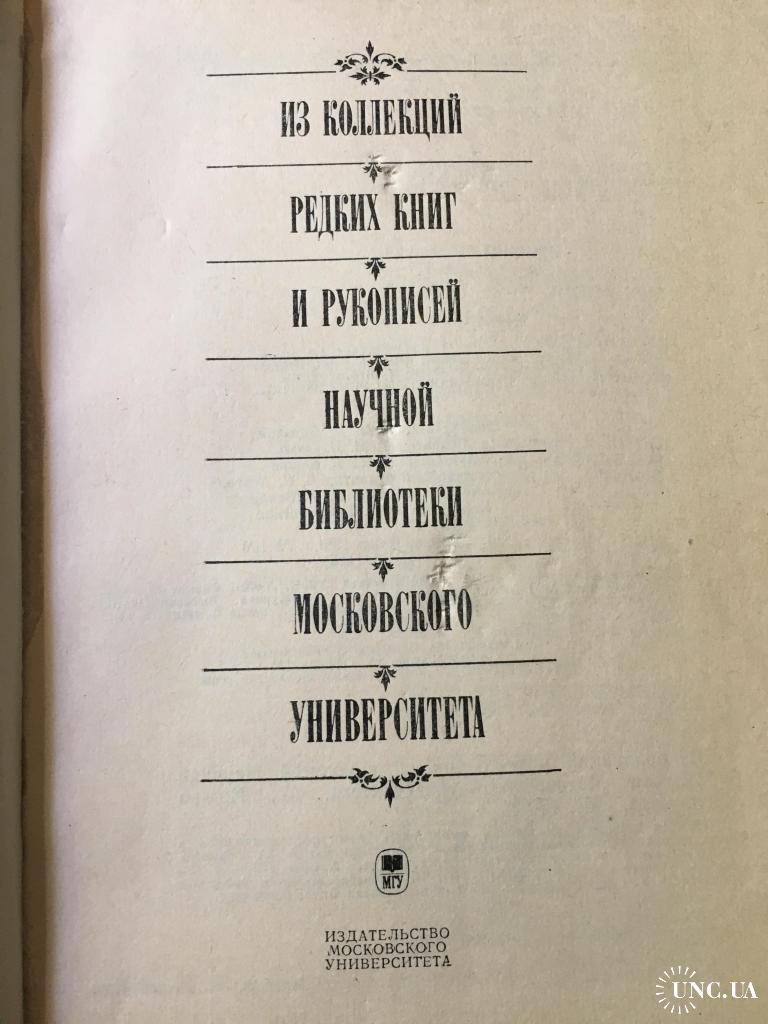 ИЗ КОЛЛЕКЦИЙ
РЕДКИХ КНИГ
И РУКОПИСЕЙ
НАУЧНОЙ
БИБЛИОТЕКИ
МОСКОВСКОГО
УНИВЕРСИТЕТА
МГУ
ИЗДАТЕЛЬСТВО
МОСКОВСКОГО
УНИВЕРСИТЕТА
UNC.UA